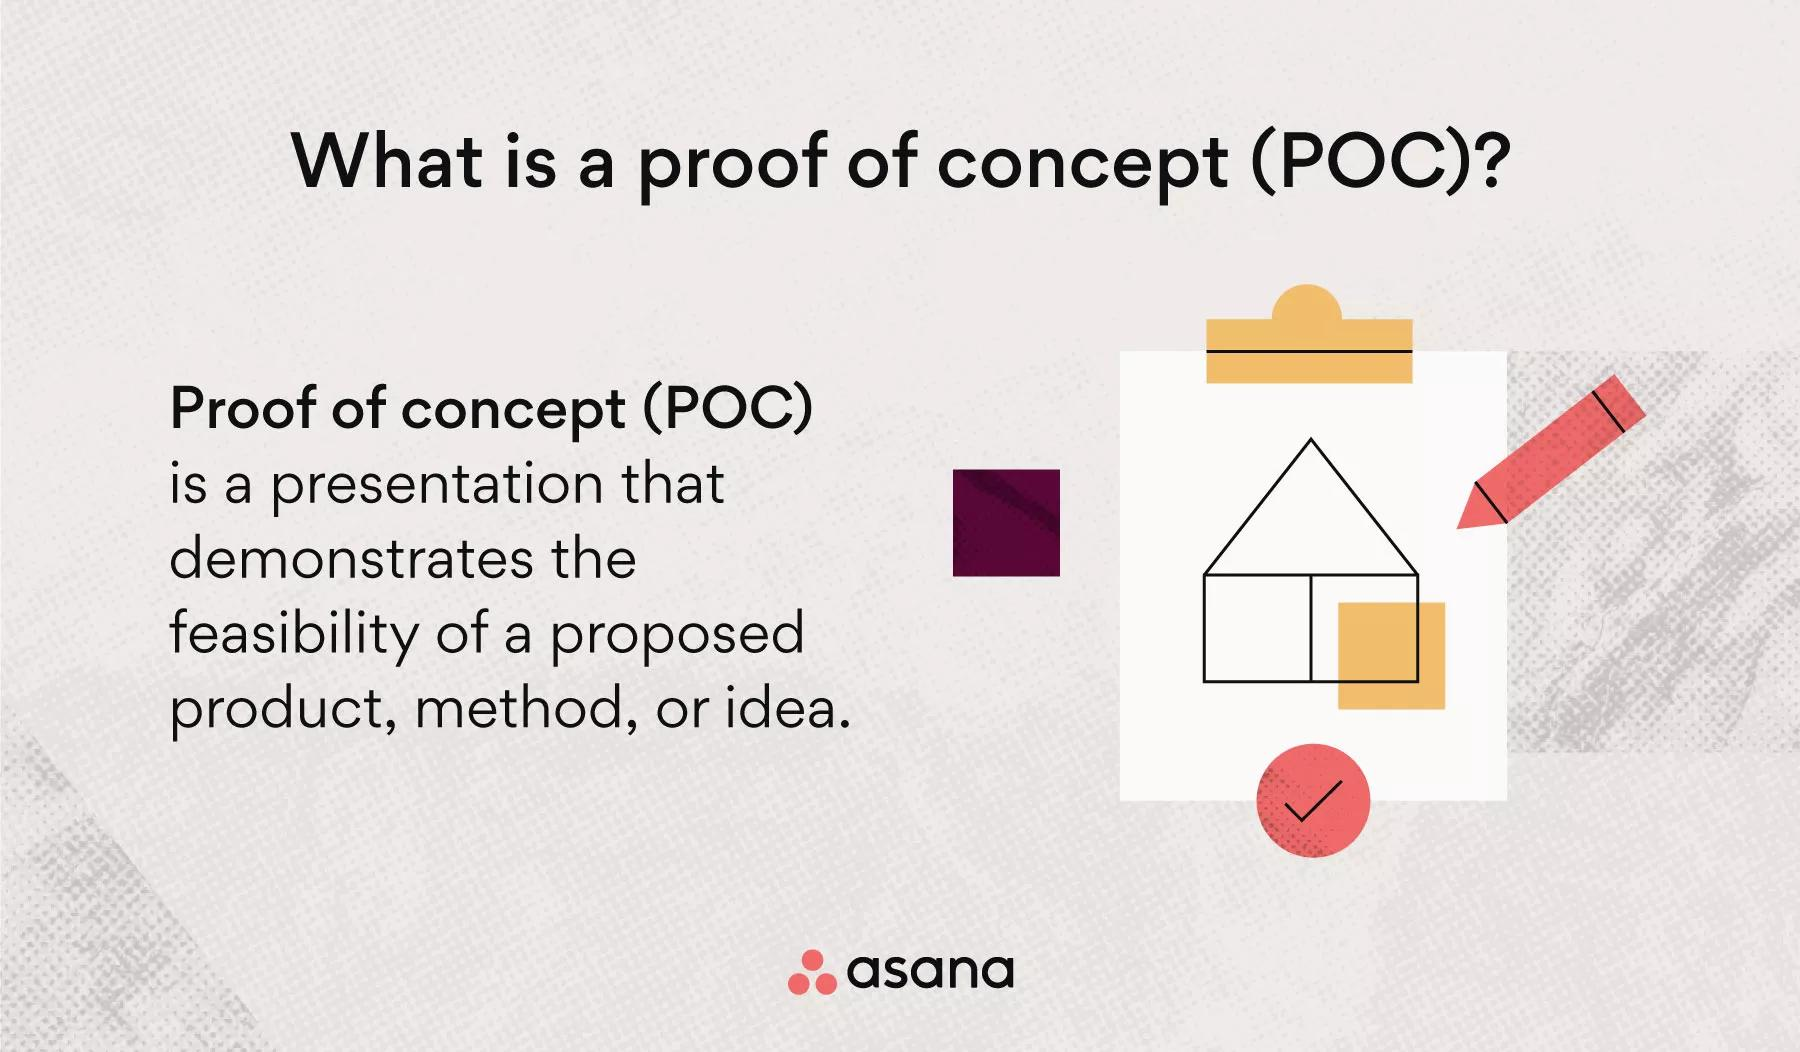 What is a proof of concept (POC)?
Proof of concept (POC)
is a presentation that
demonstrates the
feasibility of a proposed
product, method, or idea.
asana